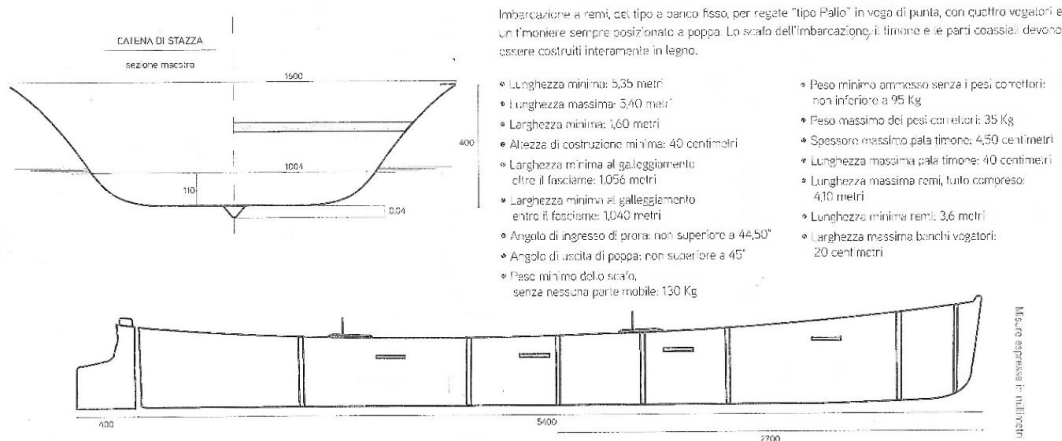 Imbarcazione a remi, del tipo a banco fisso, per regate "tipo Palio" in voga di punta, con quattro vogatori e
un timoniere sempre posizionato a poppa. Lo scafo dell'imbarcazione, il timone e le parti coassiali devono
essere costruiti interamente in legno.
CATENA DI STAZZA
sezione maestra
1600
400
1004
110
0.04
• Lunghezza minima: 5,35 metri
• Lunghezza massima: 5,40 metri
• Larghezza minima: 1,60 metri
• Altezza di costruzione minima: 40 centimetri
• Larghezza minima al galleggiamento
oltre il fasciame: 1,056 metri
• Larghezza minima al galleggiamento
entro il fasciame: 1,040 metri
• Angolo di ingresso di prora: non superiore a 44,50°
• Angolo di uscita di poppa: non superiore a 45°
• Peso minimo dello scafo,
senza nessuna parte mobile: 130 Kg
• Peso minimo ammesso senza i pesi correttori:
non inferiore a 95 Kg
• Peso massimo dei pesi correttori: 35 Kg
• Spessore massimo pala timone: 4,50 centimetri
• Lunghezza massima pala timone: 40 centimetri
• Lunghezza massima remi, tutto compreso:
4,10 metri
• Lunghezza minima remi: 3,6 metri
• Larghezza massima banchi vogatori:
20 centimetri
Misure espresse in millimetri
400
5400
2700